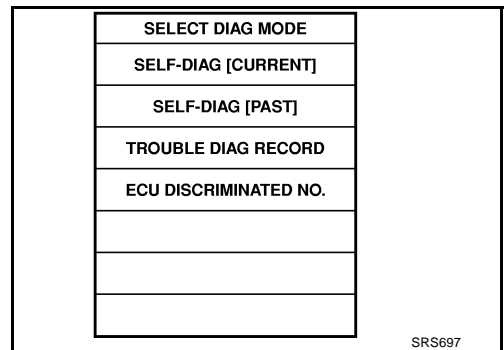 SELECT DIAG MODE
SELF-DIAG [CURRENT]
SELF-DIAG [PAST]
TROUBLE DIAG RECORD
ECU DISCRIMINATED NO.
SRS697